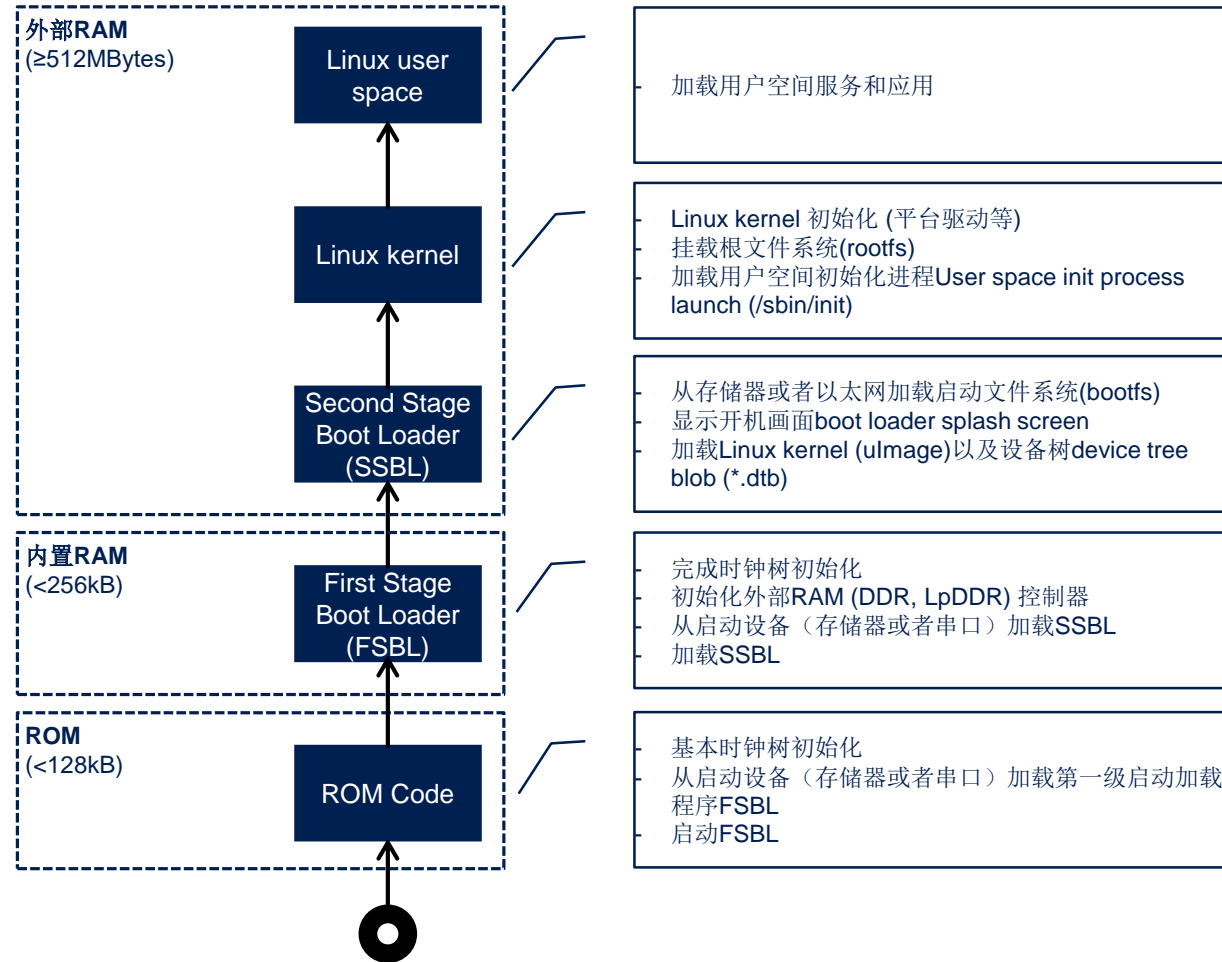 外部RAM
(≥512MBytes)
Linux user
space
- 加载用户空间服务和应用
Linux kernel
- Linux kernel 初始化 (平台驱动等)
- 挂载根文件系统(rootfs)
- 加载用户空间初始化进程User space init process
launch (/sbin/init)
Second Stage
Boot Loader
(SSBL)
- 从存储器或者以太网加载启动文件系统(bootfs)
- 显示开机画面boot loader splash screen
- 加载Linux kernel (uImage)以及设备树device tree
blob (*.dtb)
内置RAM
(<256kB)
First Stage
Boot Loader
(FSBL)
- 完成时钟树初始化
- 初始化外部RAM (DDR, LpDDR) 控制器
- 从启动设备（存储器或者串口）加载SSBL
- 加载SSBL
ROM
(<128kB)
ROM Code
- 基本时钟树初始化
- 从启动设备（存储器或者串口）加载第一级启动加载
程序FSBL
- 启动FSBL